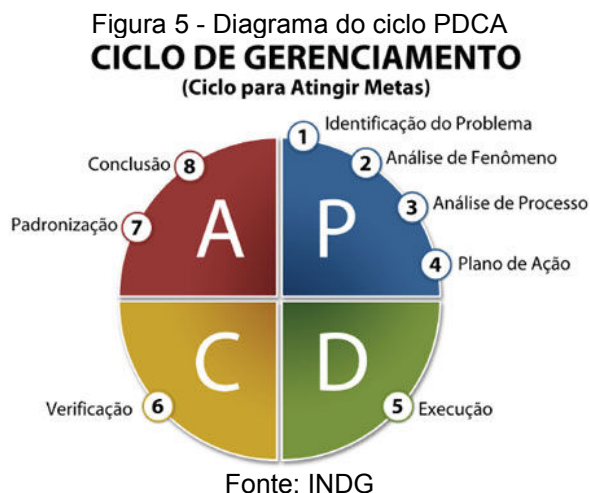 Figura 5 - Diagrama do ciclo PDCA
CICLO DE GERENCIAMENTO
(Ciclo para Atingir Metas)
1 Identificação do Problema
2 Análise de Fenômeno
3 Análise de Processo
4 Plano de Ação
5 Execução
Verificação 6
Padronização 7
Conclusão 8
A P
C D
Fonte: INDG